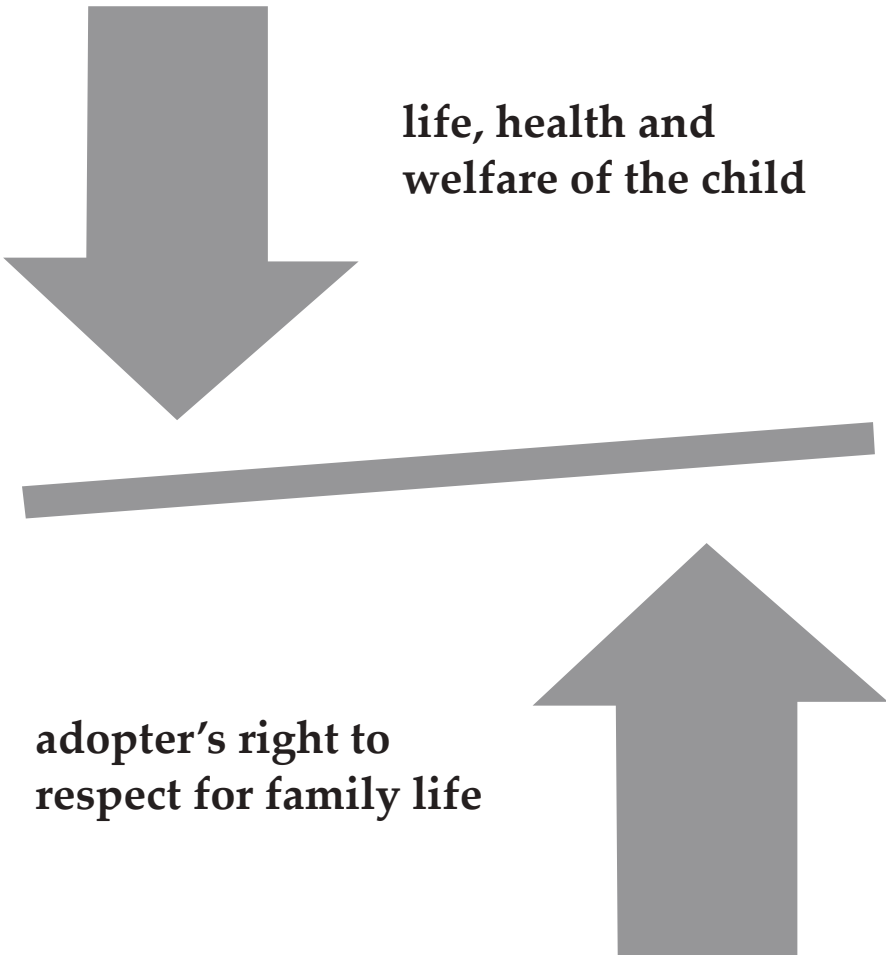 life, health and
welfare of the child
adopter’s right to
respect for family life